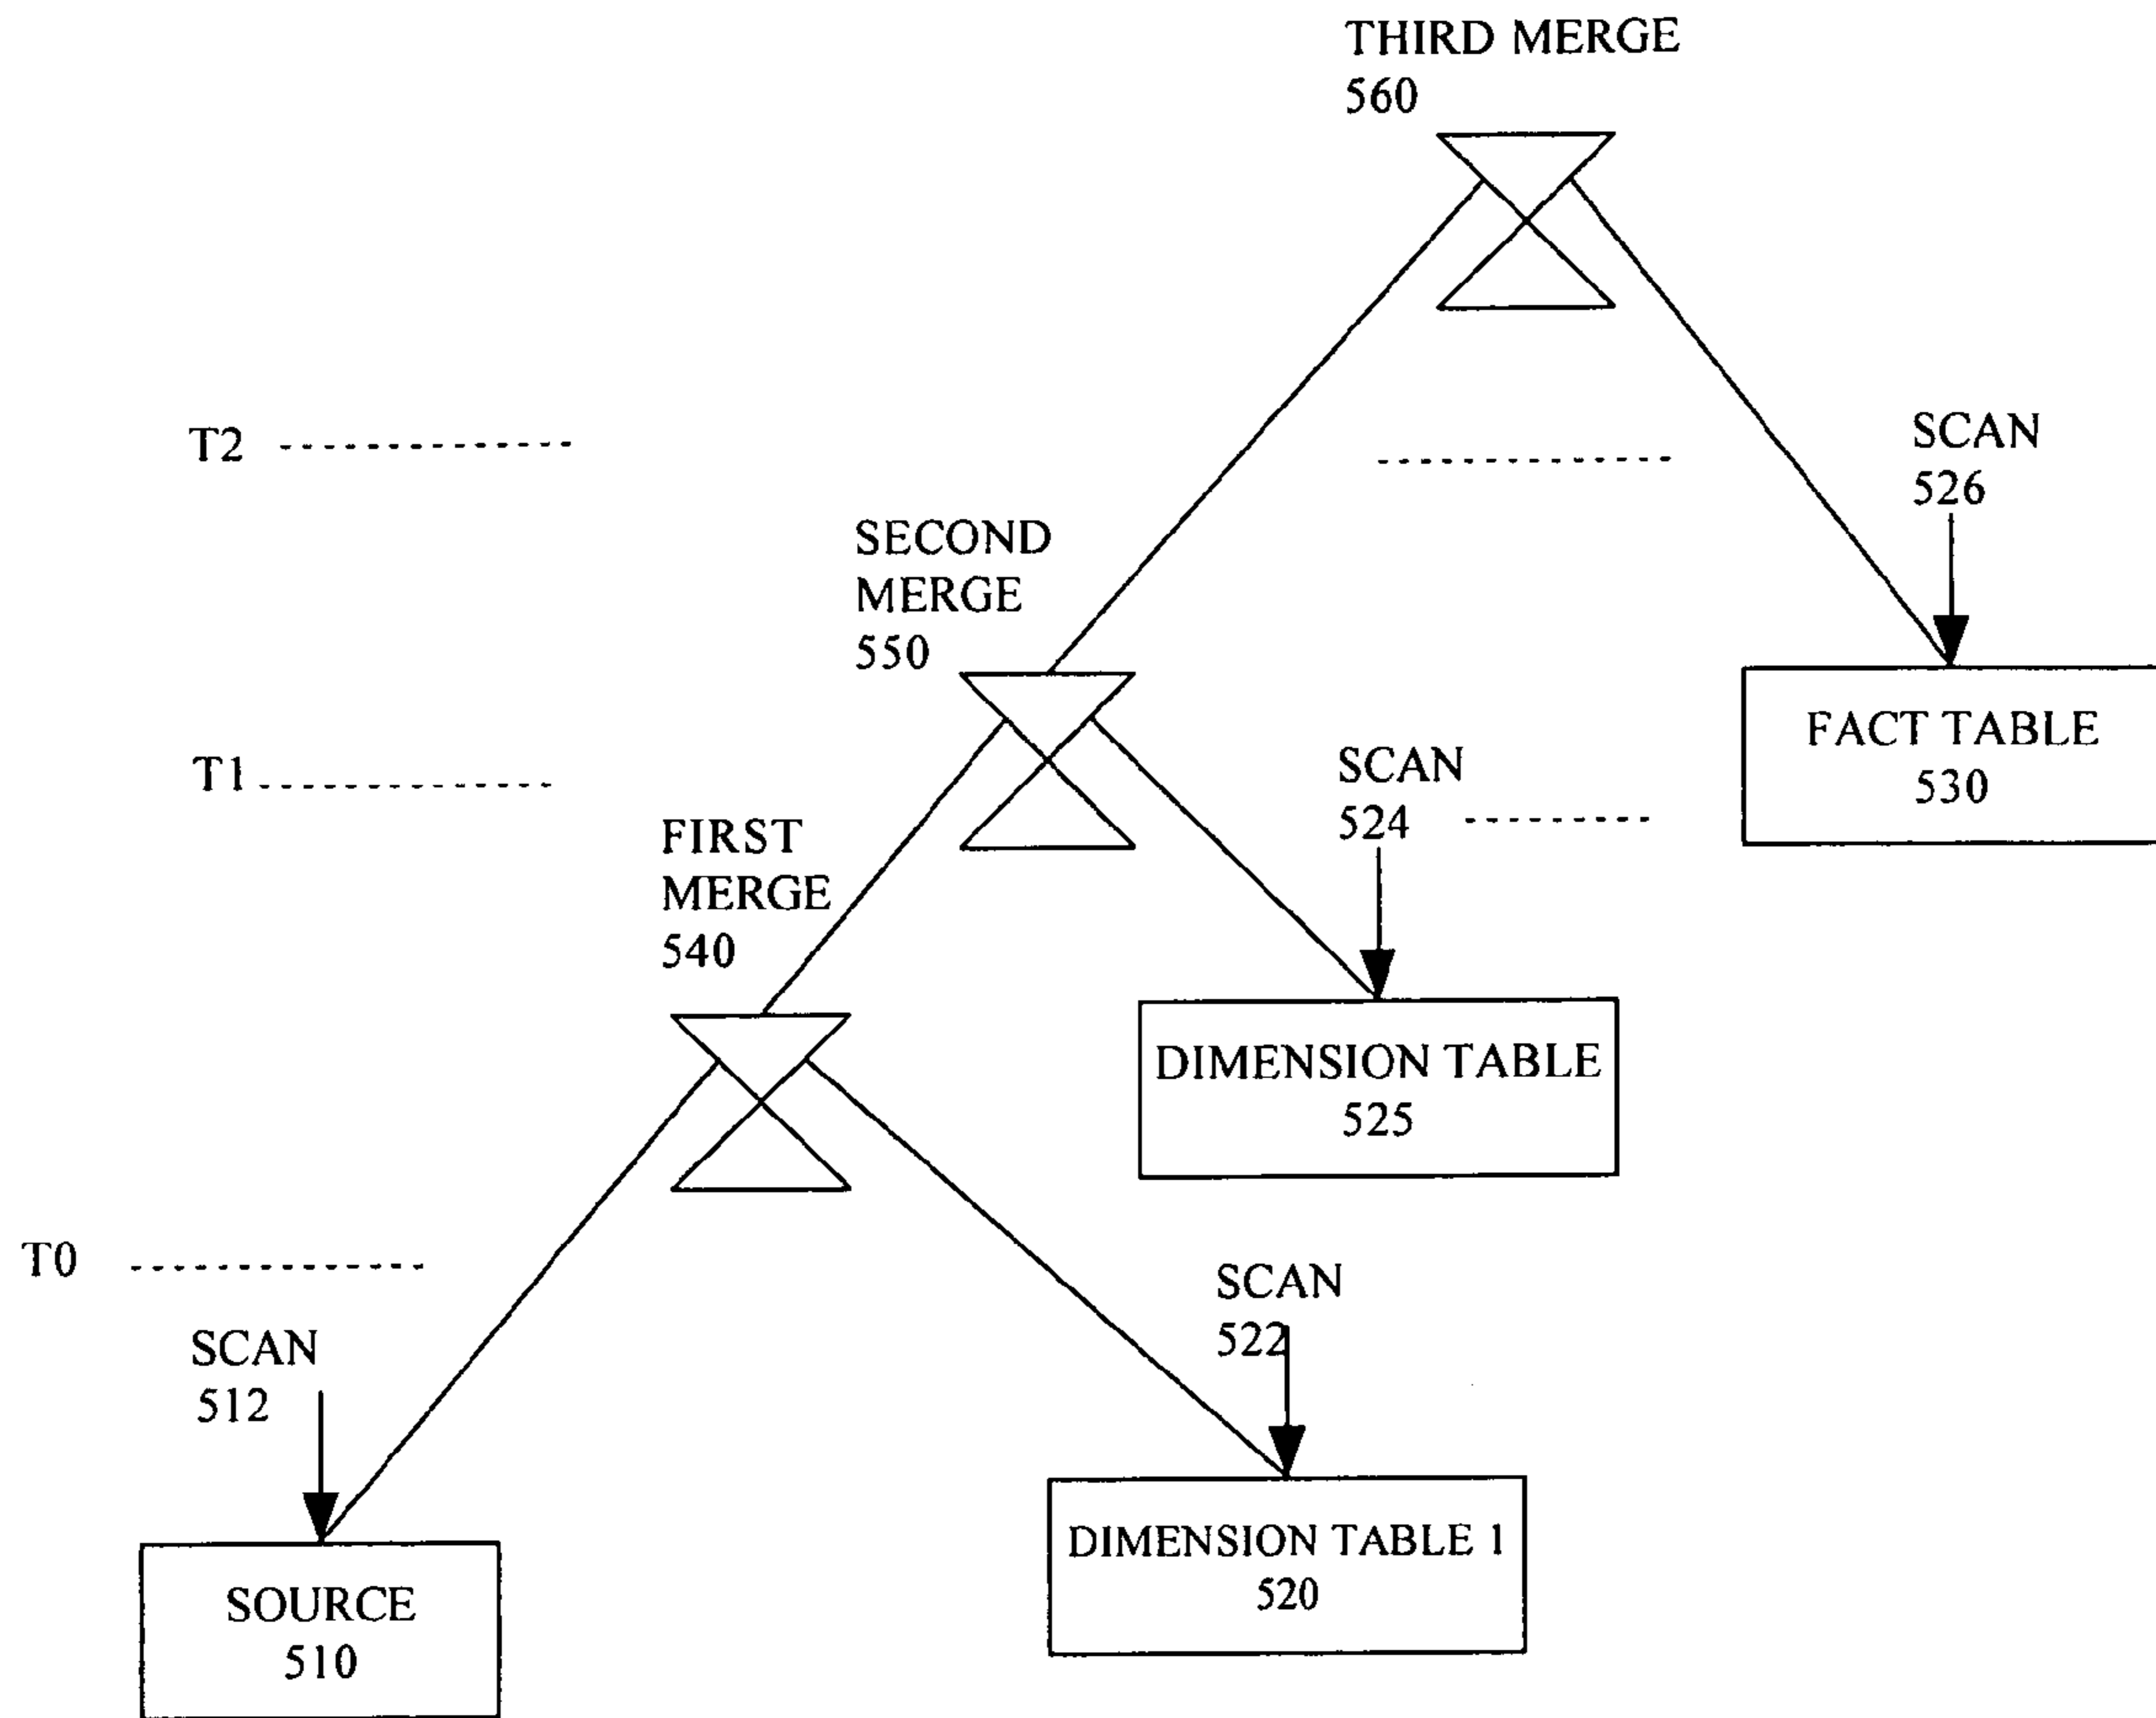 THIRD MERGE
560
T2
SCAN
526
SECOND
MERGE
550
FACT TABLE
530
T1
SCAN
524
FIRST
MERGE
540
DIMENSION TABLE
525
T0
SCAN
522
SCAN
512
DIMENSION TABLE 1
520
SOURCE
510